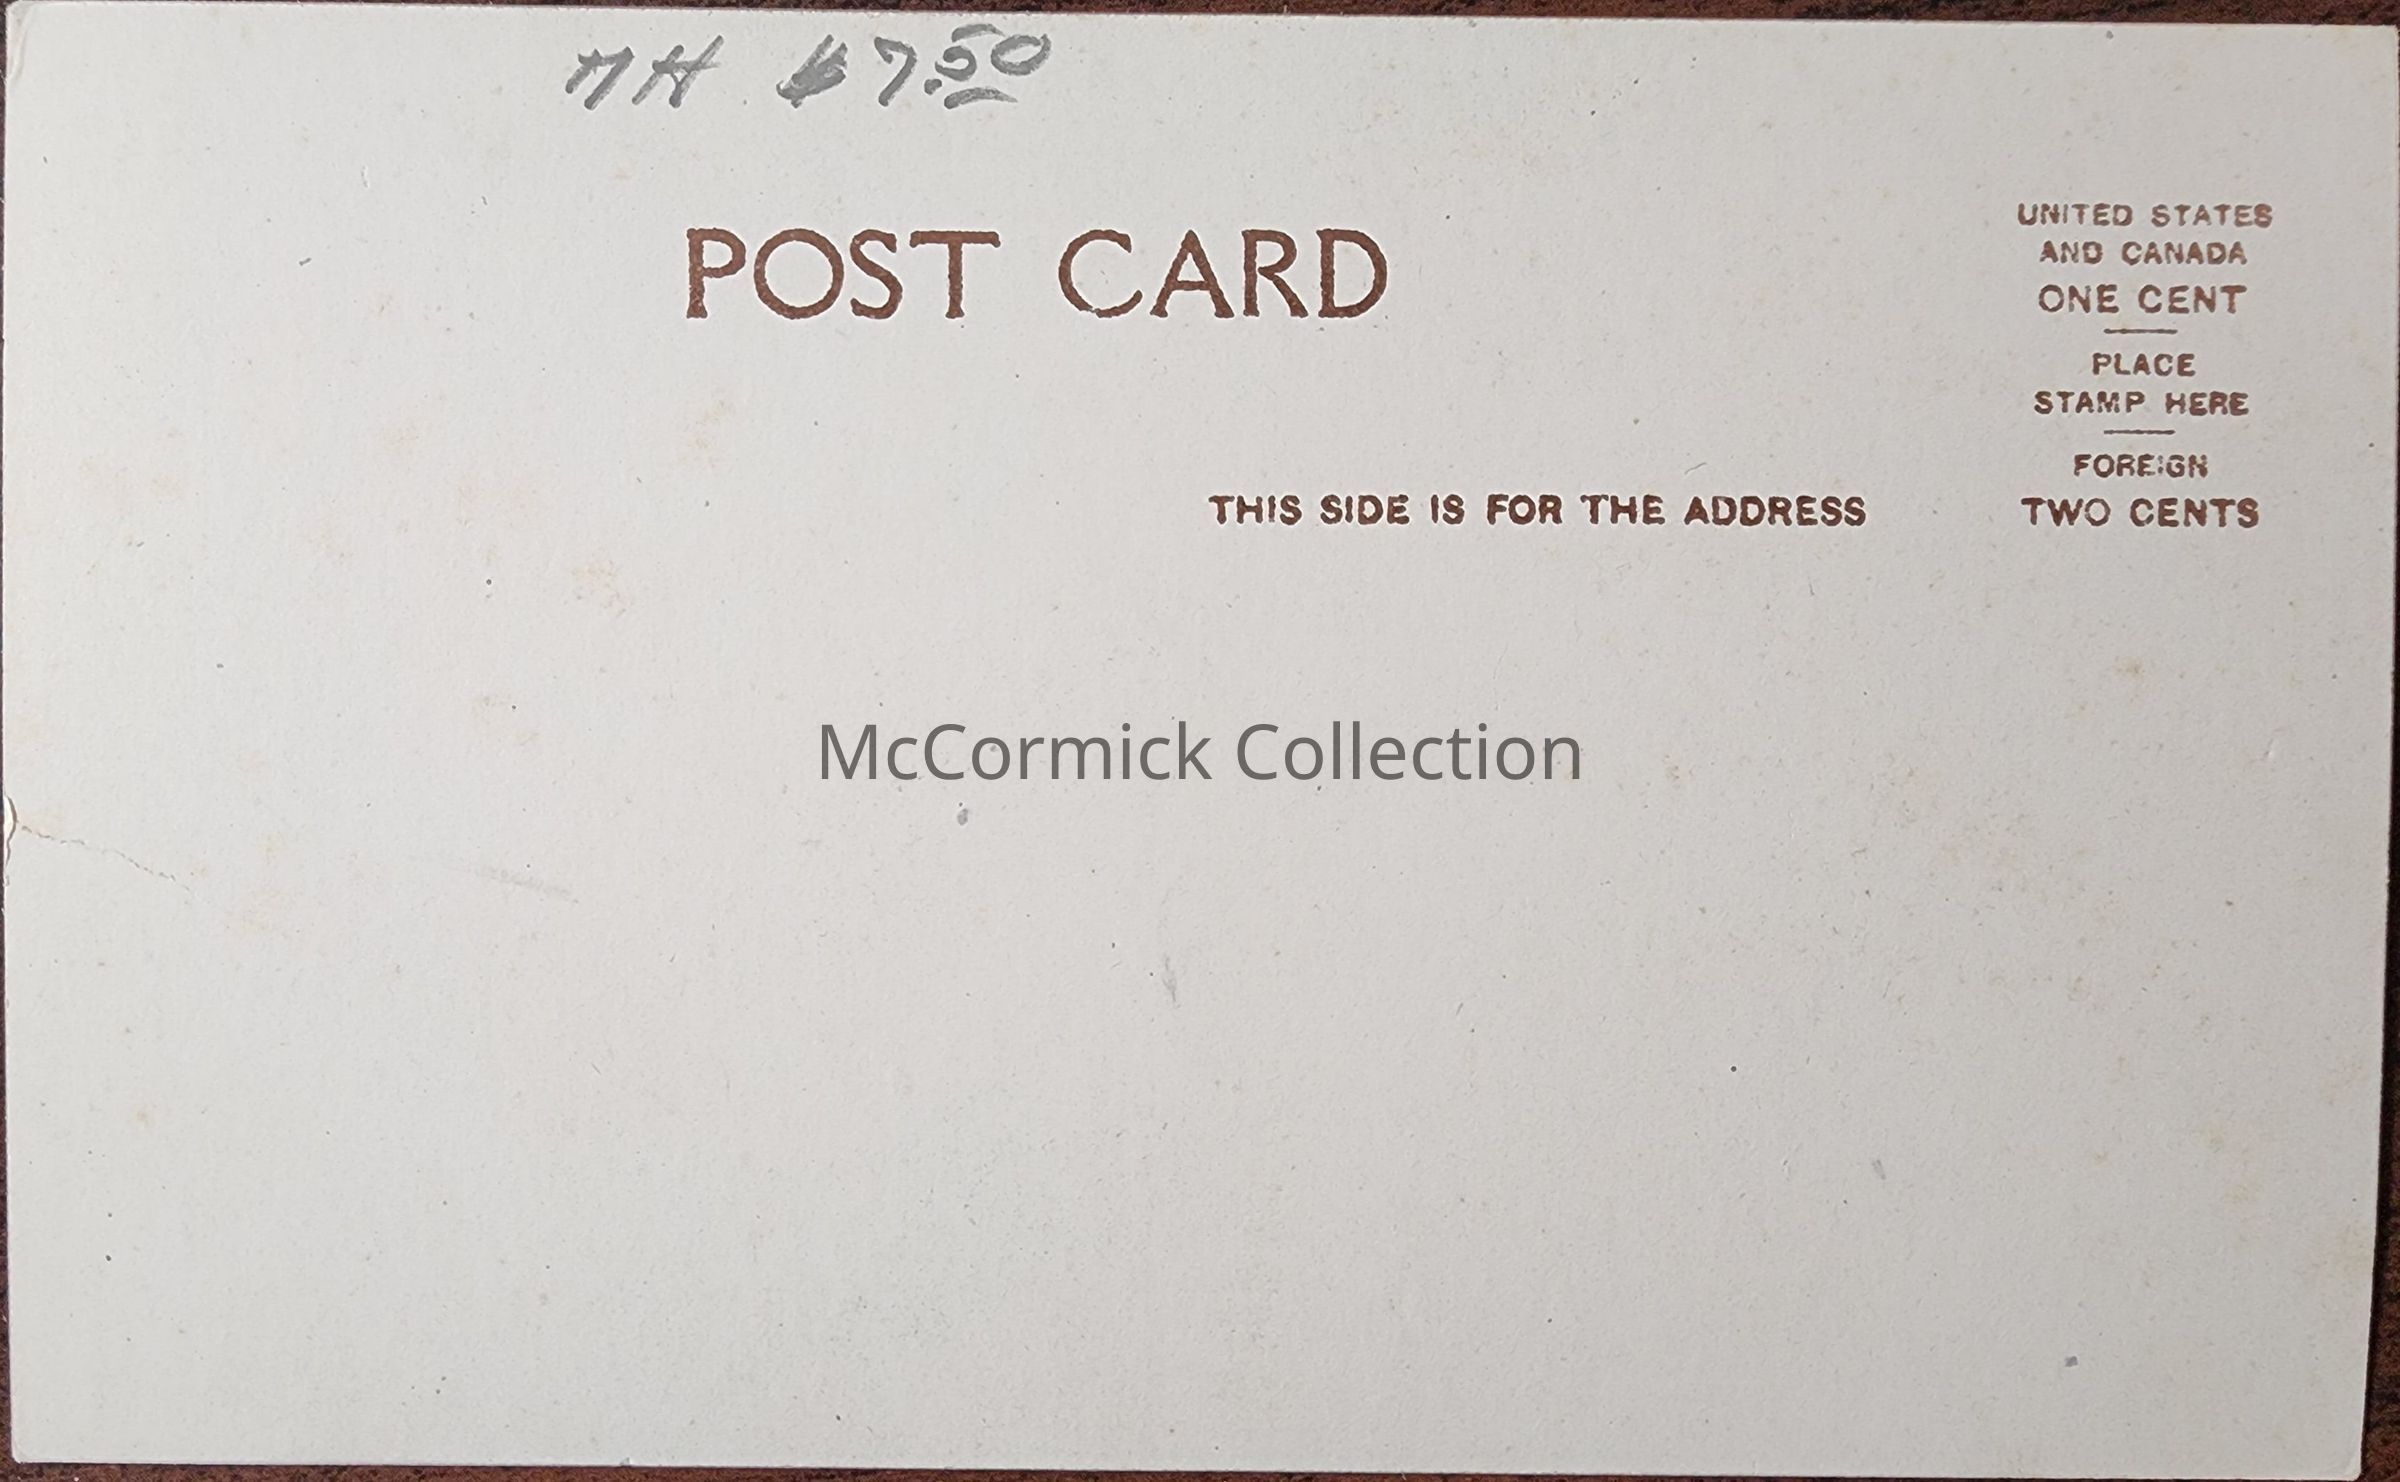 NH $7.50
POST CARD
UNITED STATES
AND CANADA
ONE CENT
PLACE
STAMP HERE
FOREIGN
TWO CENTS
THIS SIDE IS FOR THE ADDRESS
McCormick Collection